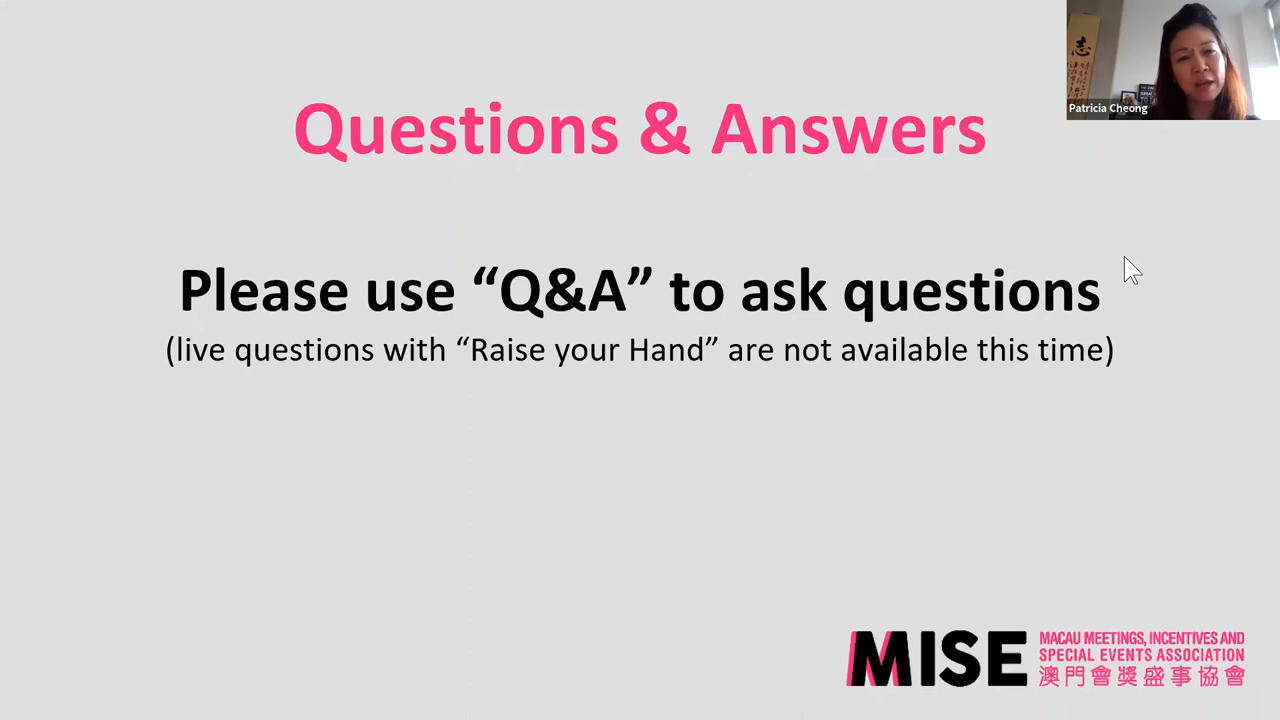 Questions & Answers
志
Patricia Cheong
Please use “Q&A” to ask questions
(live questions with “Raise your Hand” are not available this time)
MISE
MACAU MEETINGS, INCENTIVES AND
SPECIAL EVENTS ASSOCIATION
澳門會獎盛事協會